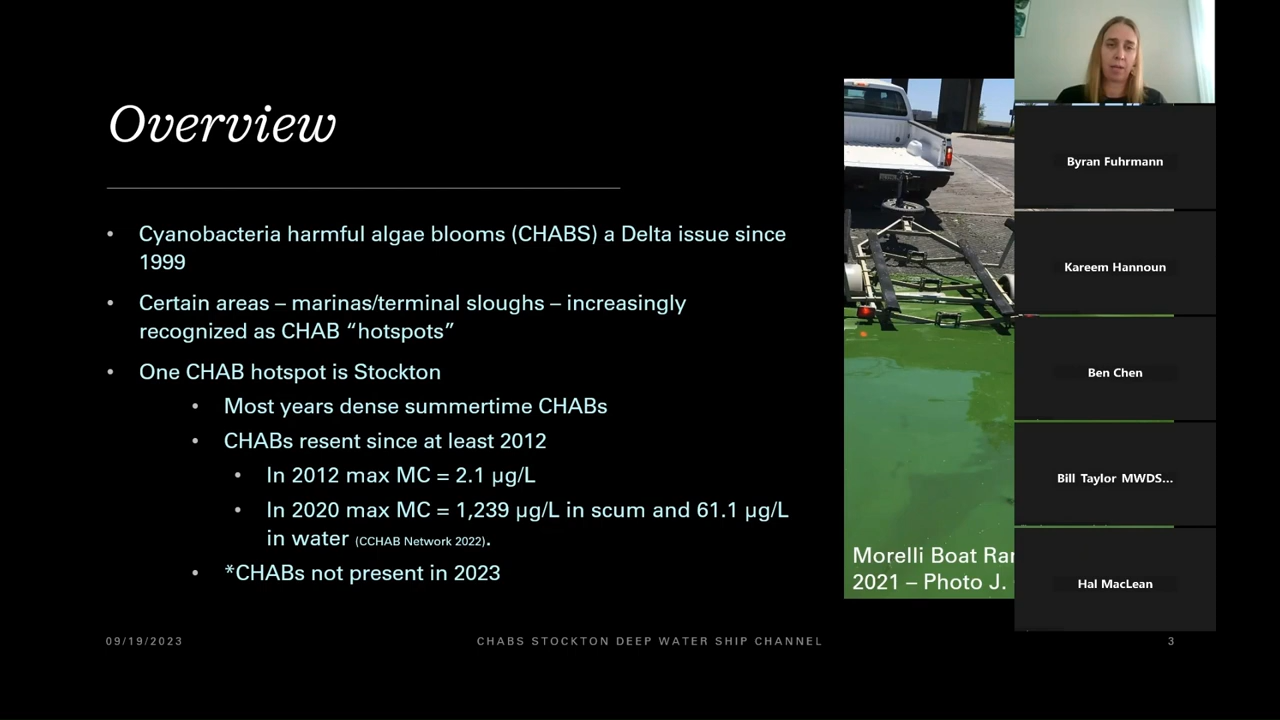 Overview
• Cyanobacteria harmful algae blooms (CHABS) a Delta issue since
1999
• Certain areas – marinas/terminal sloughs – increasingly
recognized as CHAB “hotspots”
• One CHAB hotspot is Stockton
• Most years dense summertime CHABs
• CHABs resent since at least 2012
• In 2012 max MC = 2.1 µg/L
• In 2020 max MC = 1,239 µg/L in scum and 61.1 µg/L
in water (CCHAB Network 2022).
• *CHABs not present in 2023
Morelli Boat
2021 – Photo J.
09/19/2023
CHABS STOCKTON DEEP WATER SHIP CHANNEL
3
Byran Fuhrmann
Kareem Hannoun
Ben Chen
Bill Taylor MWDS...
Hal MacLean